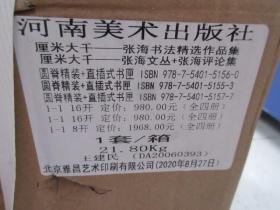 河南美术出版社
厘米大千——张海书法精选作品集
厘米大千——张海文丛+张海评论集
圆脊精装+直插式书匣 ISBN 978-7-5401-5156-0
圆脊精装+直插式书匣 ISBN 978-7-5401-5155-3
圆脊精装+直插式书匣 ISBN 978-7-5401-5157-7
1-1 16开 定价: 980.00元(全四册)
1-1 16开 定价: 980.00元(全四册)
1-1 8开 定价: 1968.00元(全四册)
1套/箱
21.80Kg
王建民 (DA20060393)
北京雅昌艺术印刷有限公司(2020年8月27日)